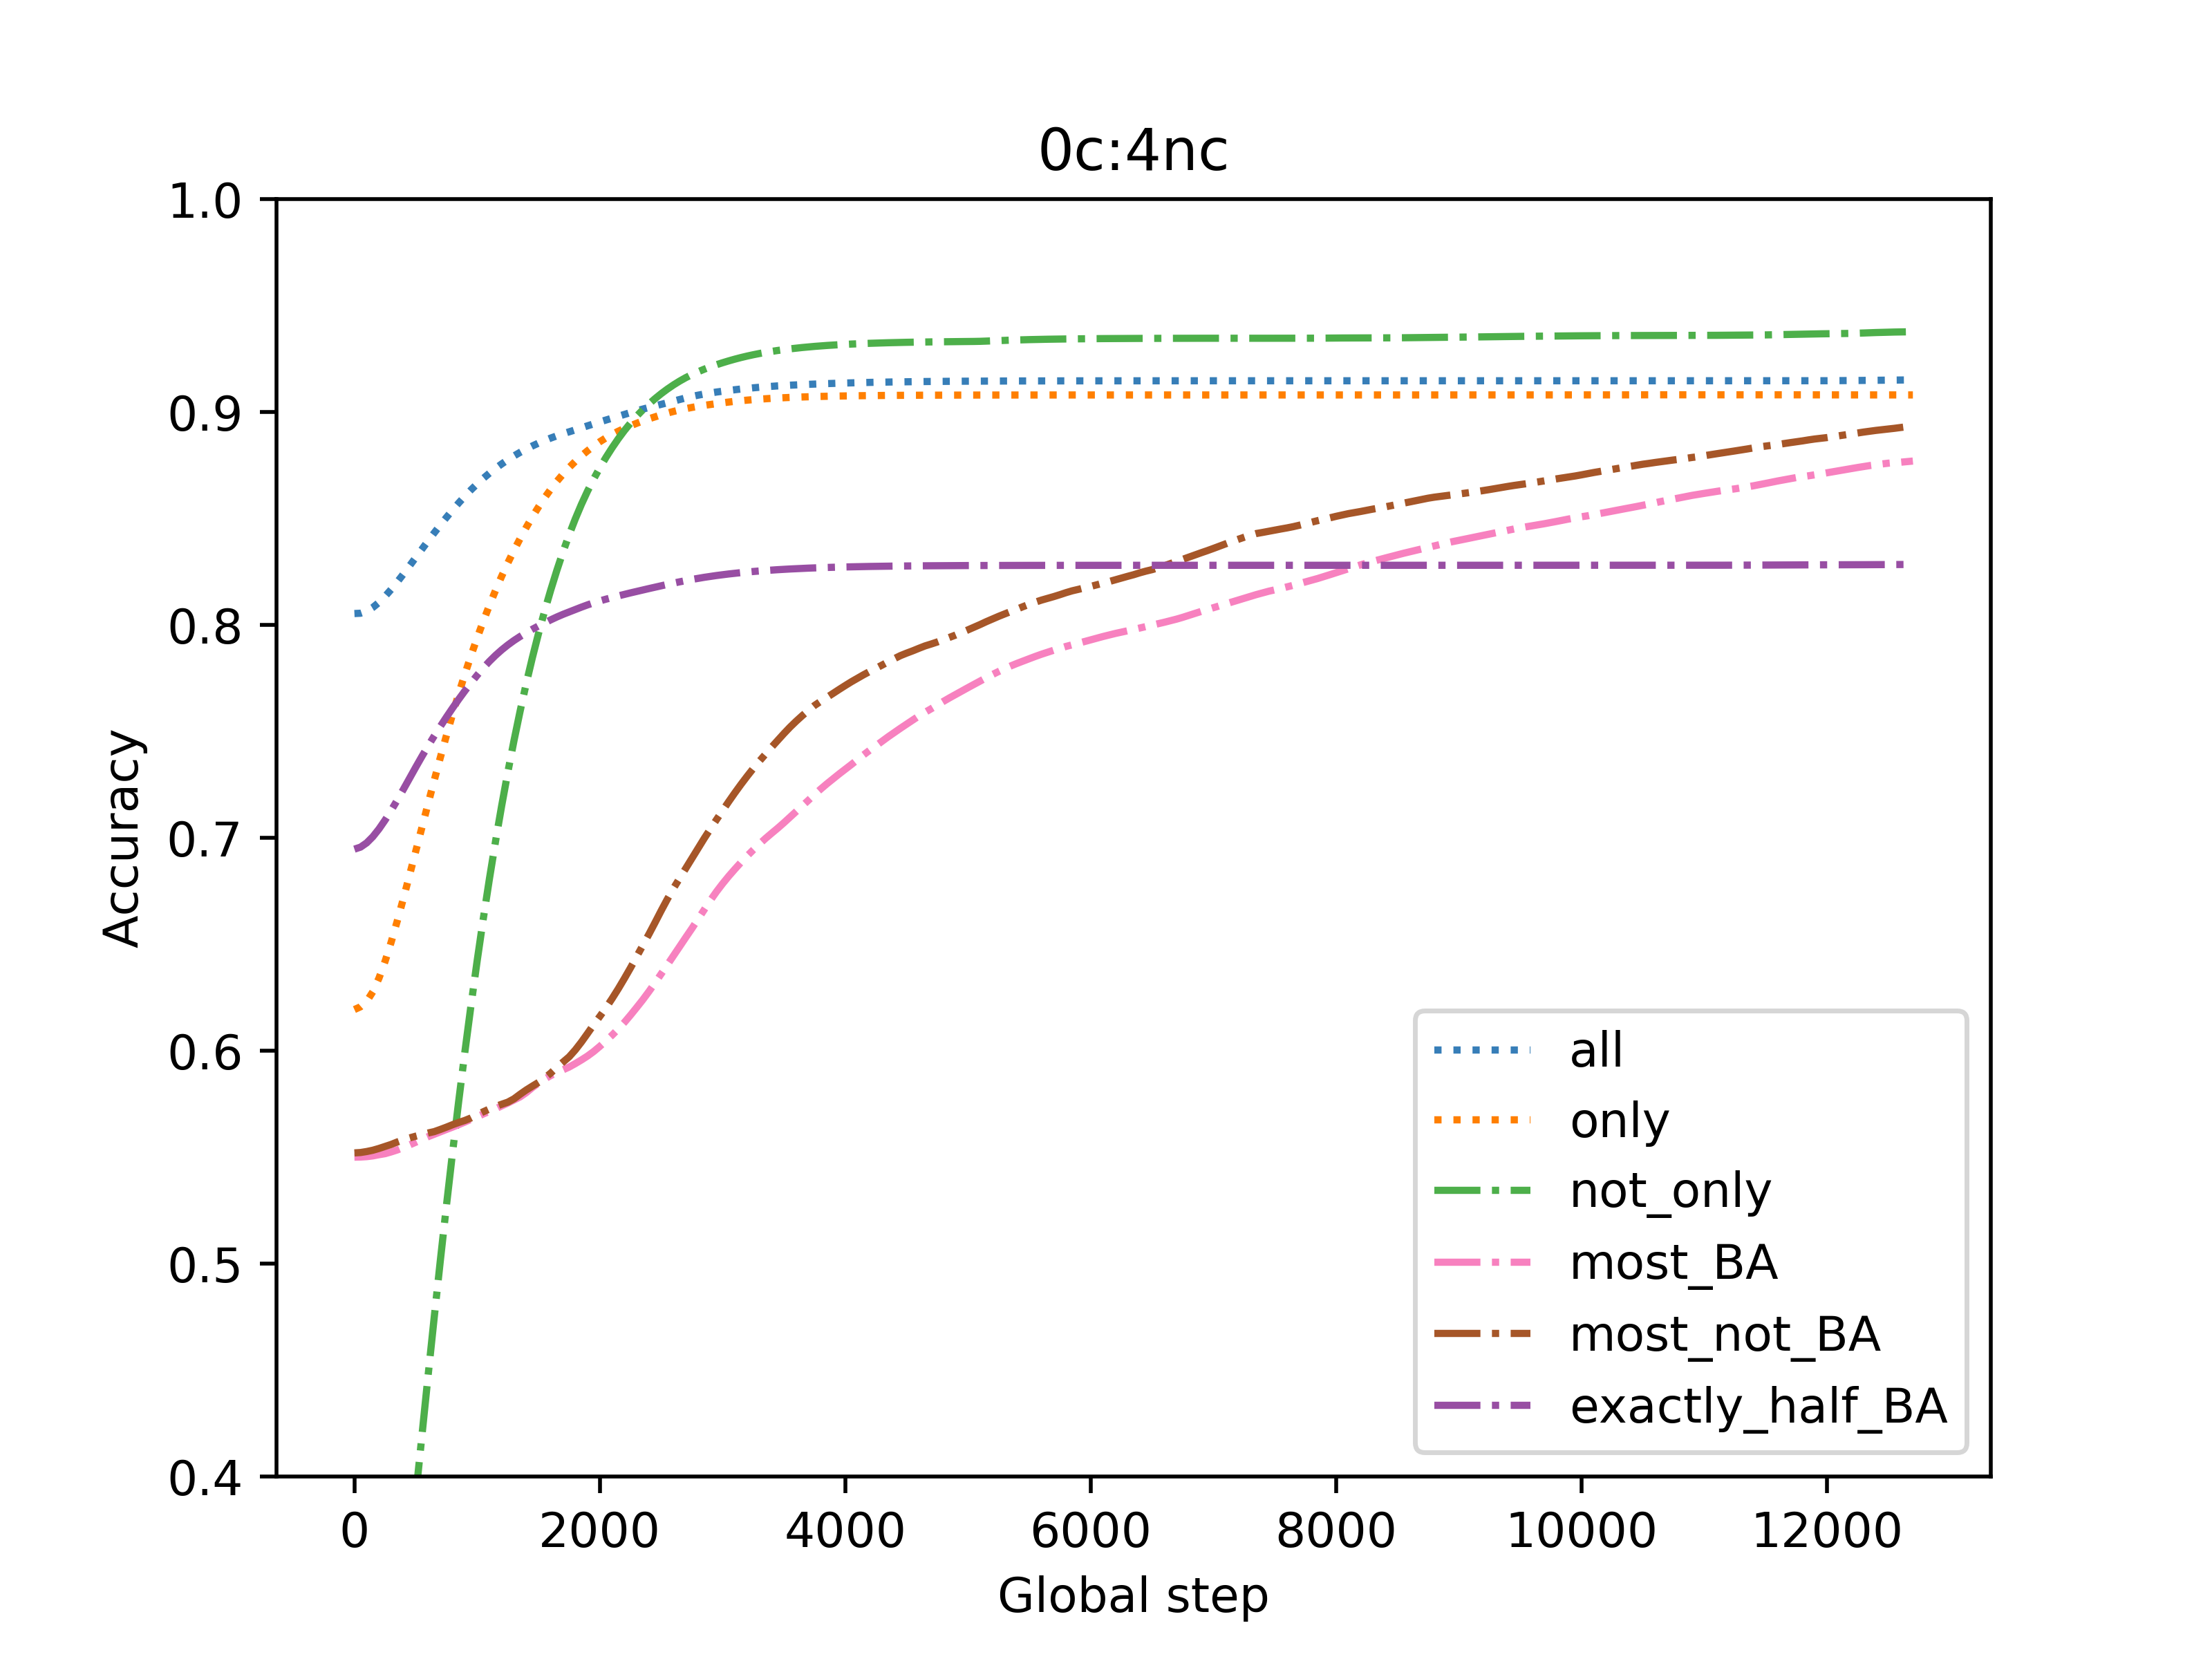 0c:4nc
1.0
0.9
0.8
0.7
0.6
0.5
0.4
Accuracy
0 2000 4000 6000 8000 10000 12000
Global step
all
only
not_only
most_BA
most_not_BA
exactly_half_BA